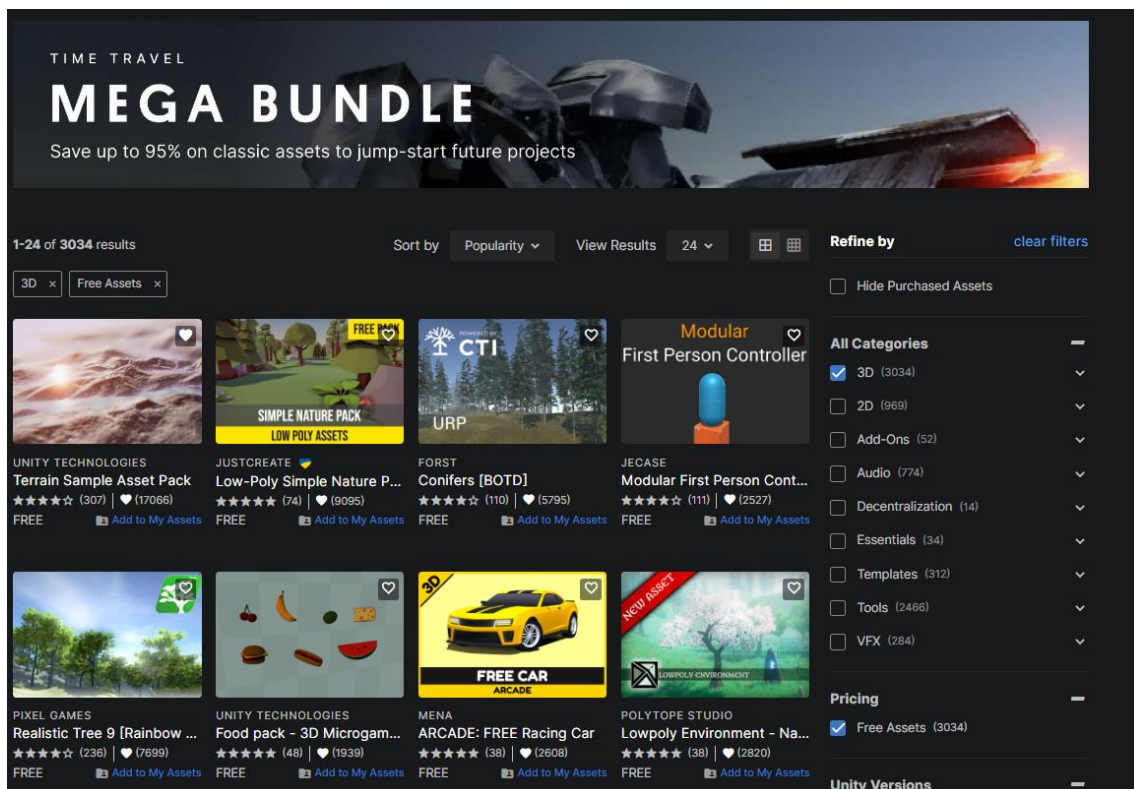 TIME TRAVEL
MEGA BUNDLE
Save up to 95% on classic assets to jump-start future projects
1-24 of 3034 results
Sort by Popularity
View Results 24
3D ×
Free Assets ×
FREE PACK
SIMPLE NATURE PACK
LOW POLY ASSETS
POWERED BY
CTI
URP
Modular
First Person Controller
UNITY TECHNOLOGIES
Terrain Sample Asset Pack
(307) | (17066)
FREE Add to My Assets
JUSTCREATE
Low-Poly Simple Nature P...
(74) | (9095)
FREE Add to My Assets
FORST
Conifers [BOTD]
(110) | (5795)
FREE Add to My Assets
JECASE
Modular First Person Cont...
(111) | (2527)
FREE Add to My Assets
3D
FREE CAR
ARCADE
NEW ASSET
LOWPOLY ENVIRONMENT
PIXEL GAMES
Realistic Tree 9 [Rainbow ...
(236) | (7699)
FREE Add to My Assets
UNITY TECHNOLOGIES
Food pack - 3D Microgam...
(48) | (1939)
FREE Add to My Assets
MENA
ARCADE: FREE Racing Car
(38) | (2608)
FREE Add to My Assets
POLYTOPE STUDIO
Lowpoly Environment - Na...
(38) | (2820)
FREE Add to My Assets
Refine by clear filters
Hide Purchased Assets
All Categories
3D (3034)
2D (969)
Add-Ons (52)
Audio (774)
Decentralization (14)
Essentials (34)
Templates (312)
Tools (2466)
VFX (284)
Pricing
Free Assets (3034)
Unity Versions